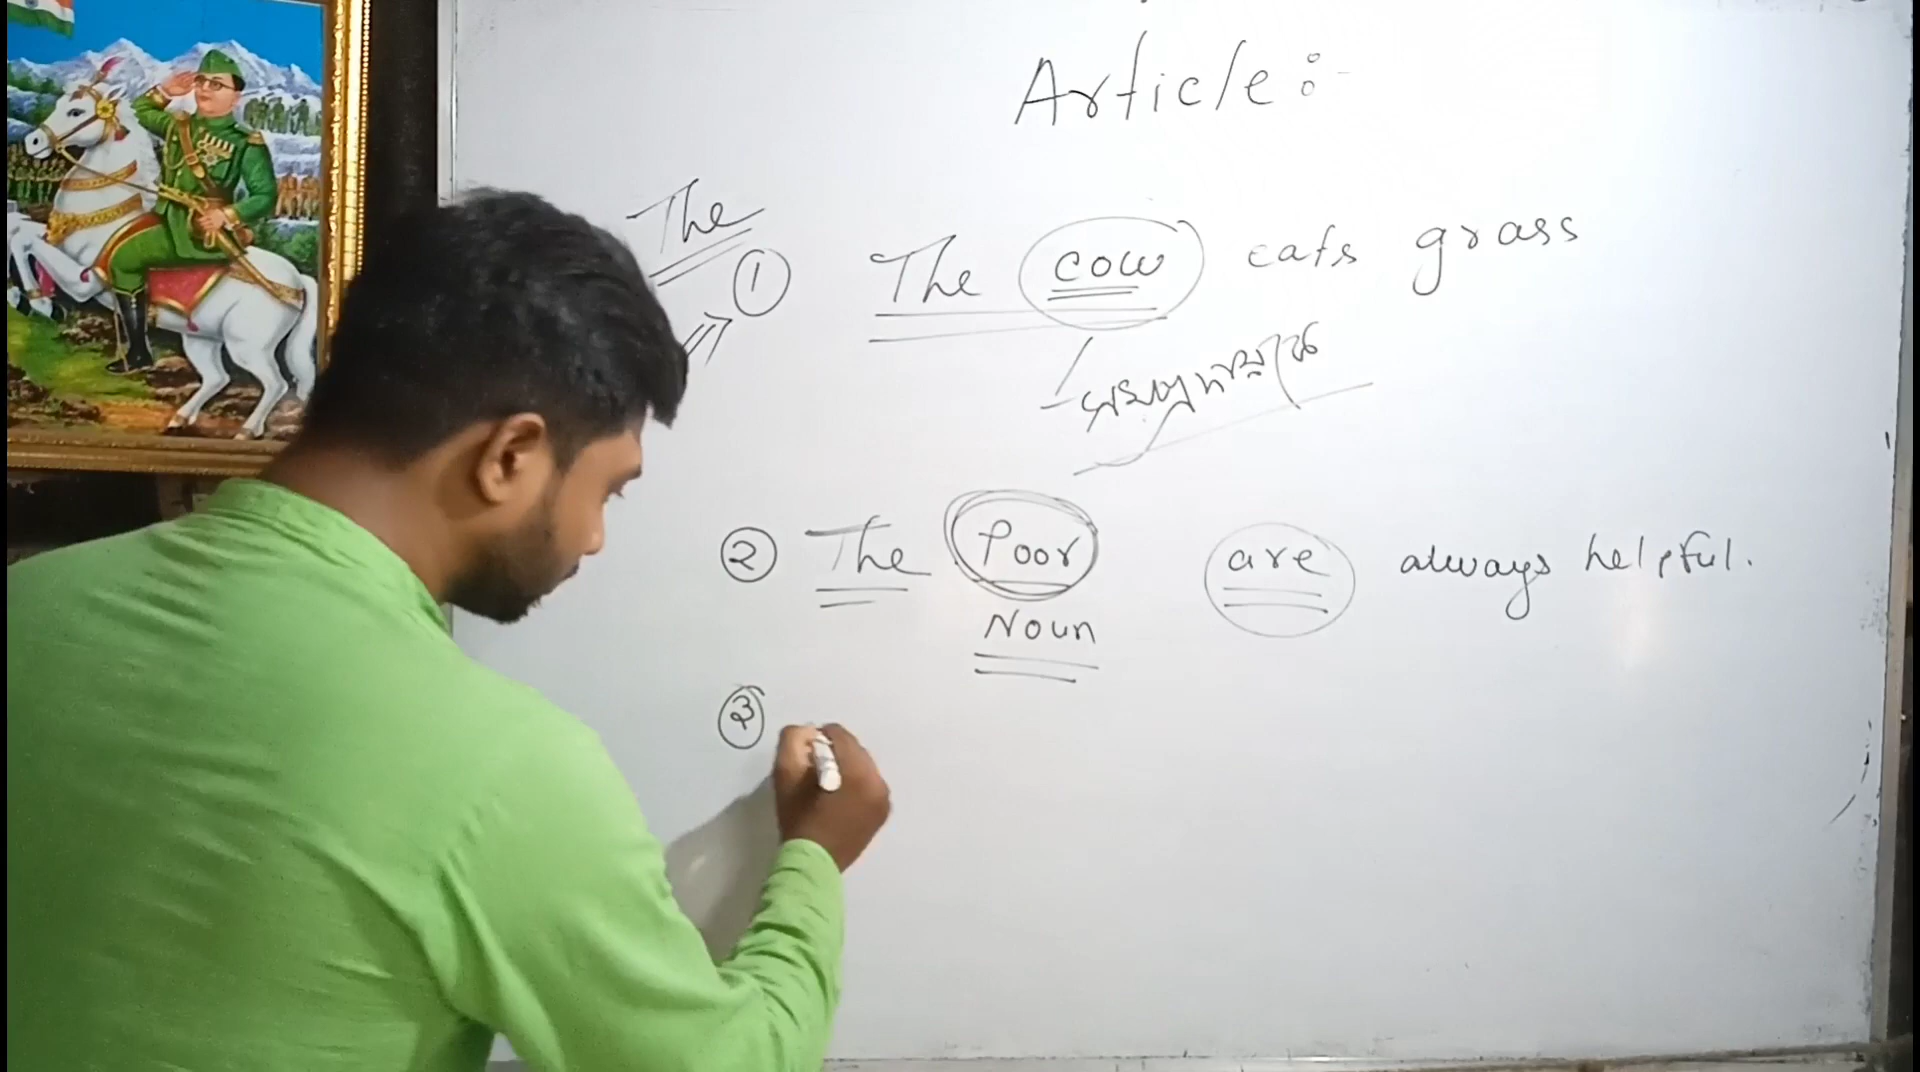 Article:-
The
① The cow eats grass
② The Poor are always helpful.
Noun
③